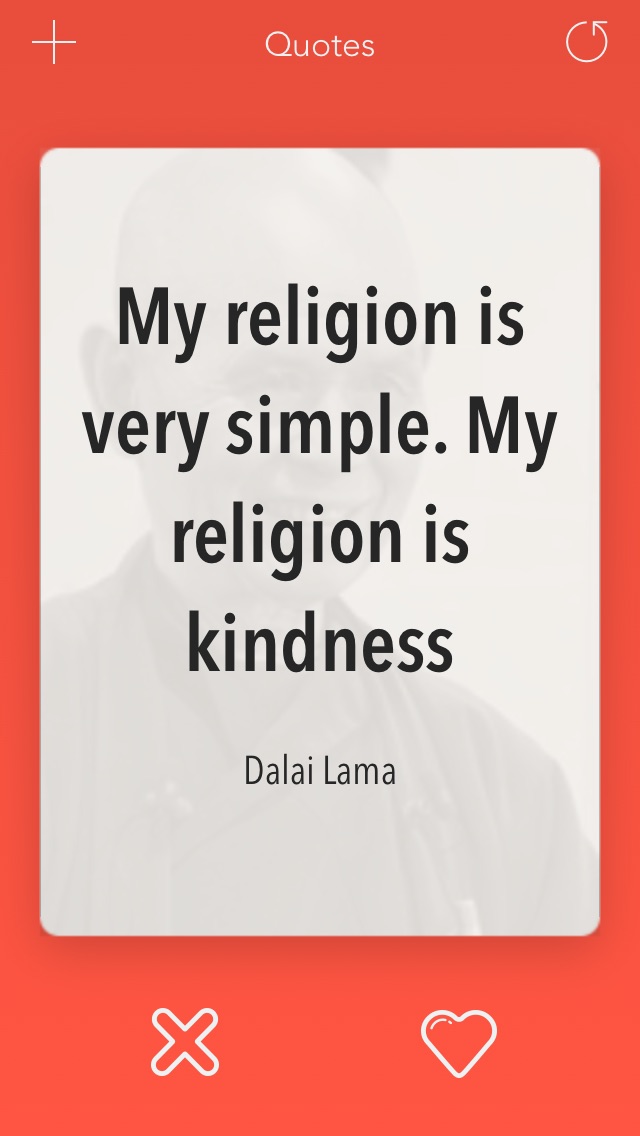 Quotes
My religion is
very simple. My
religion is
kindness
Dalai Lama